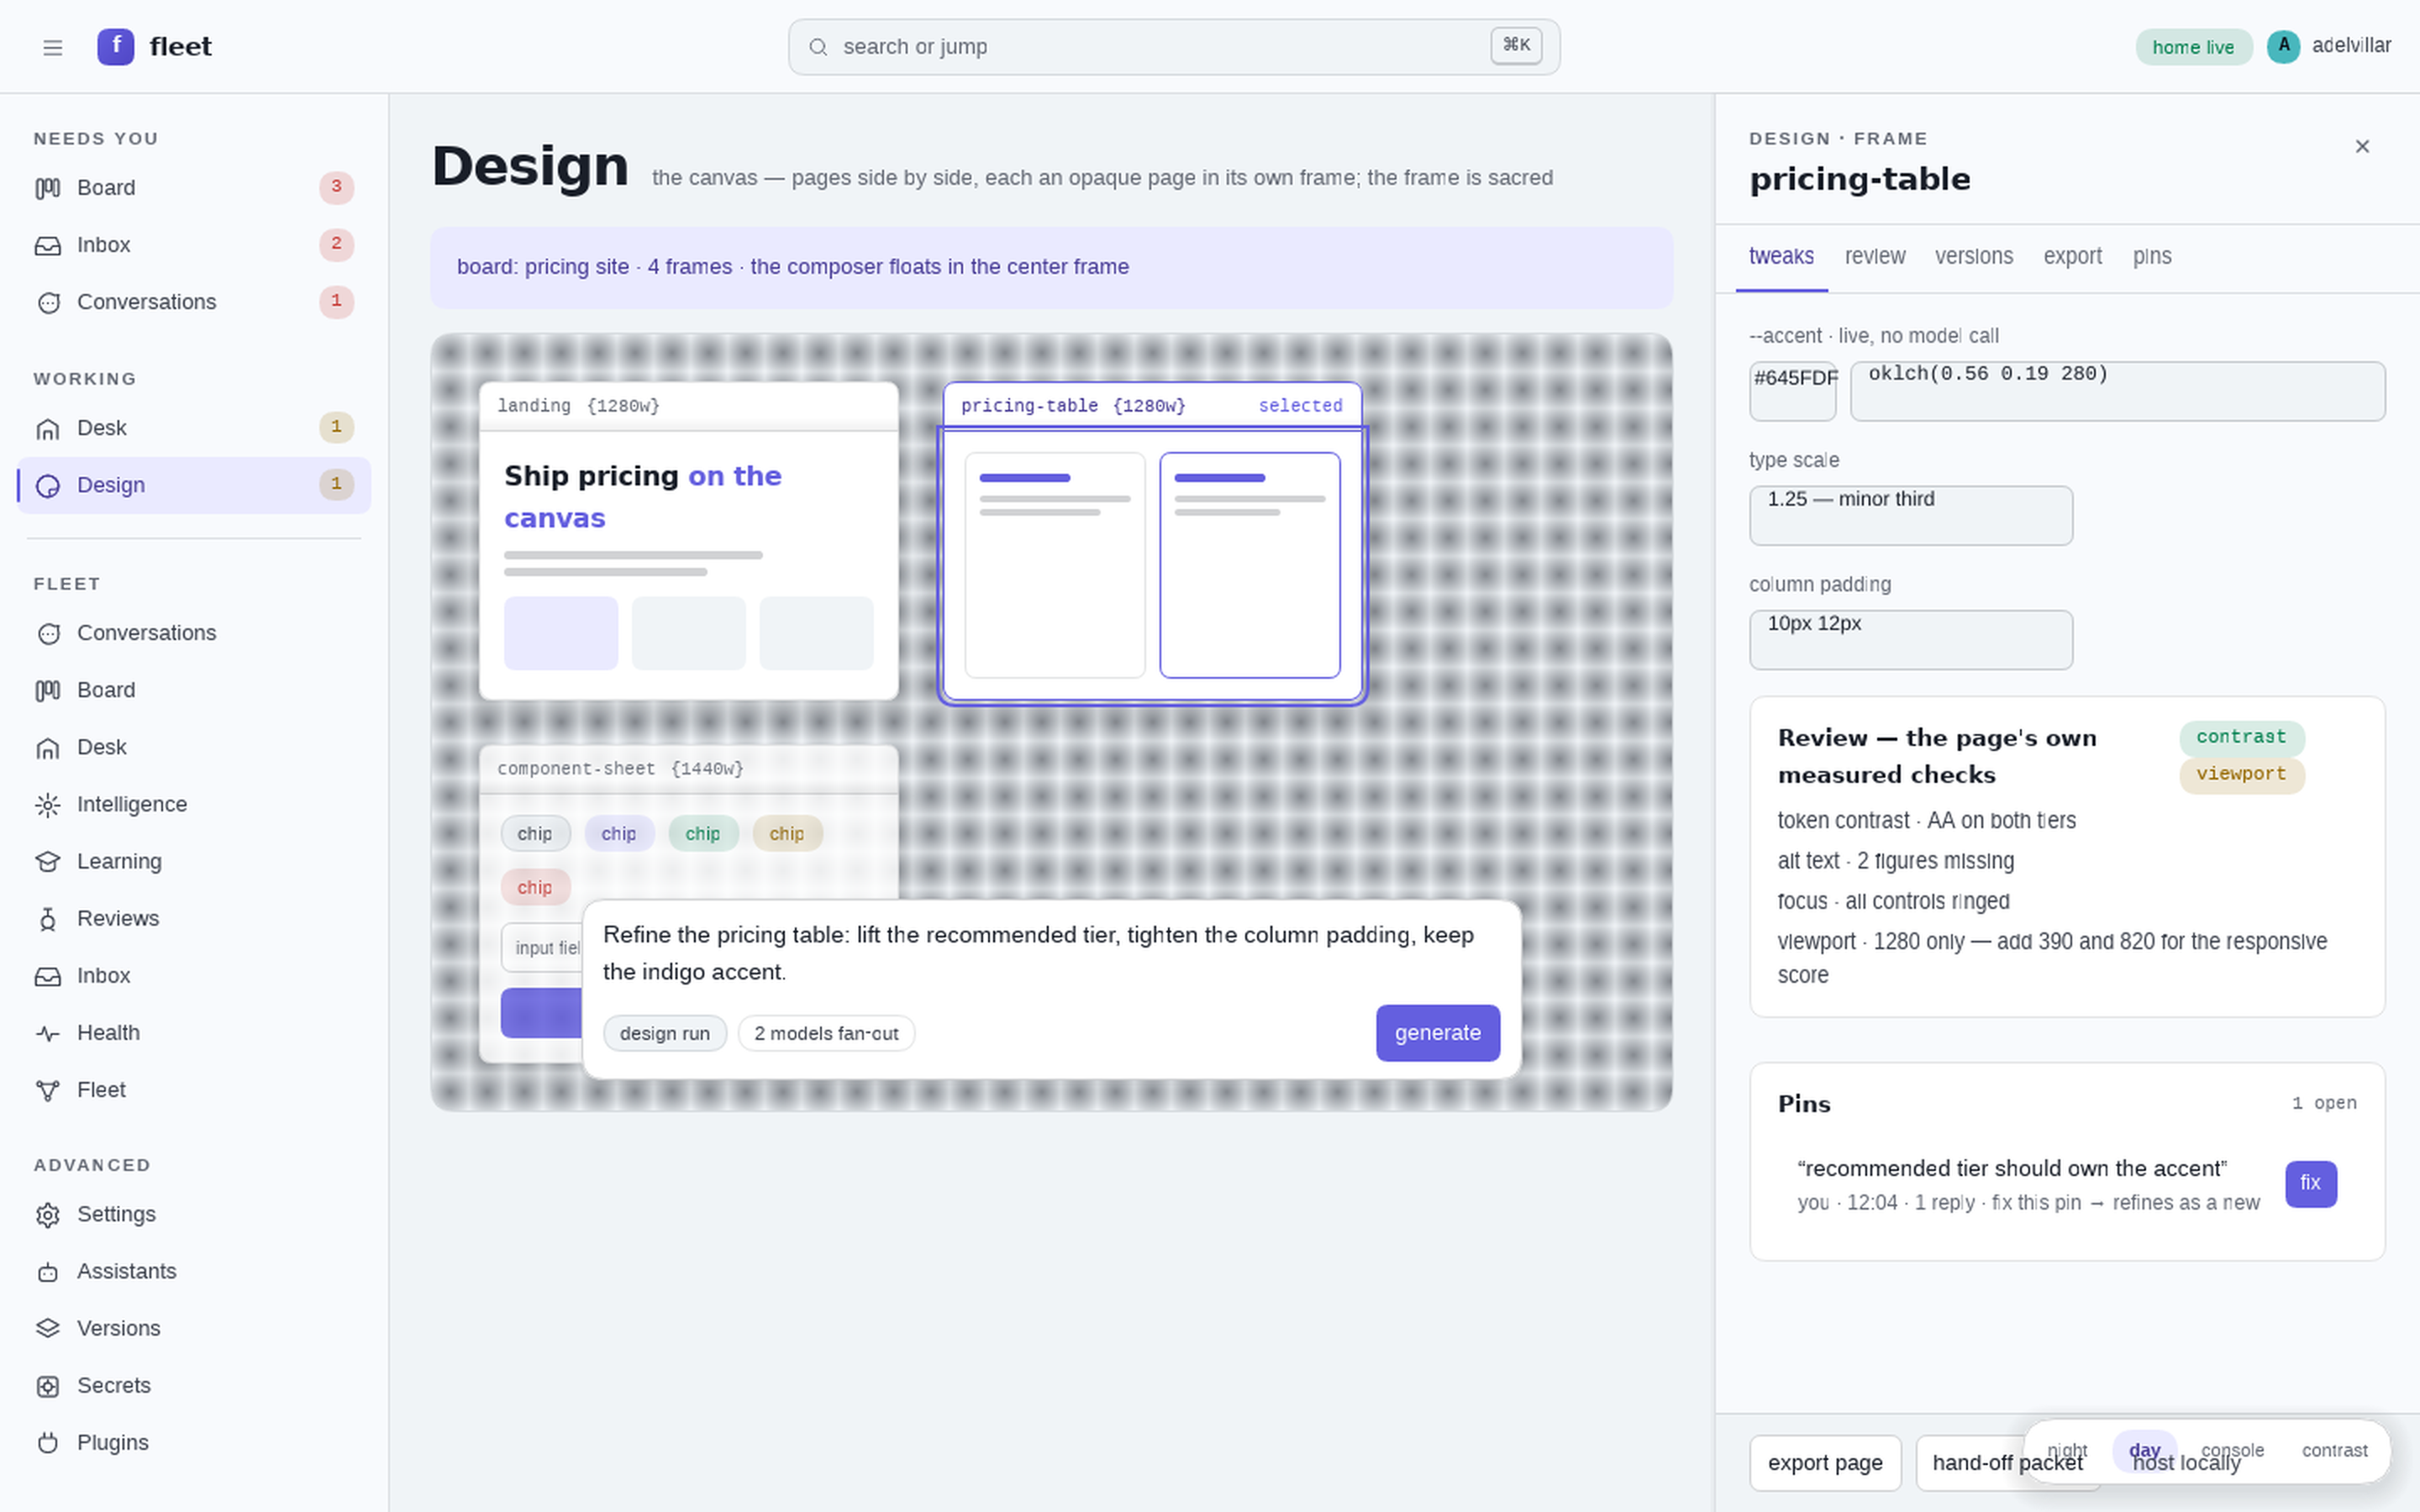 f fleet
search or jump ⌘K
home live A adelvillar
NEEDS YOU
Board 3
Inbox 2
Conversations 1
WORKING
Desk 1
Design 1
FLEET
Conversations
Board
Desk
Intelligence
Learning
Reviews
Inbox
Health
Fleet
ADVANCED
Settings
Assistants
Versions
Secrets
Plugins
Design the canvas — pages side by side, each an opaque page in its own frame; the frame is sacred
board: pricing site · 4 frames · the composer floats in the center frame
landing {1280w}
Ship pricing on the
canvas
pricing-table {1280w} selected
component-sheet {1440w}
chip chip chip chip
chip
input fiel
Refine the pricing table: lift the recommended tier, tighten the column padding, keep
the indigo accent.
design run 2 models fan-out generate
DESIGN · FRAME
pricing-table
×
tweaks review versions export pins
--accent · live, no model call
#645FDF oklch(0.56 0.19 280)
type scale
1.25 — minor third
column padding
10px 12px
Review — the page's own
measured checks
contrast
viewport
token contrast · AA on both tiers
alt text · 2 figures missing
focus · all controls ringed
viewport · 1280 only — add 390 and 820 for the responsive
score
Pins 1 open
“recommended tier should own the accent”
you · 12:04 · 1 reply · fix this pin → refines as a new
fix
export page hand-off packet host locally
night day console contrast